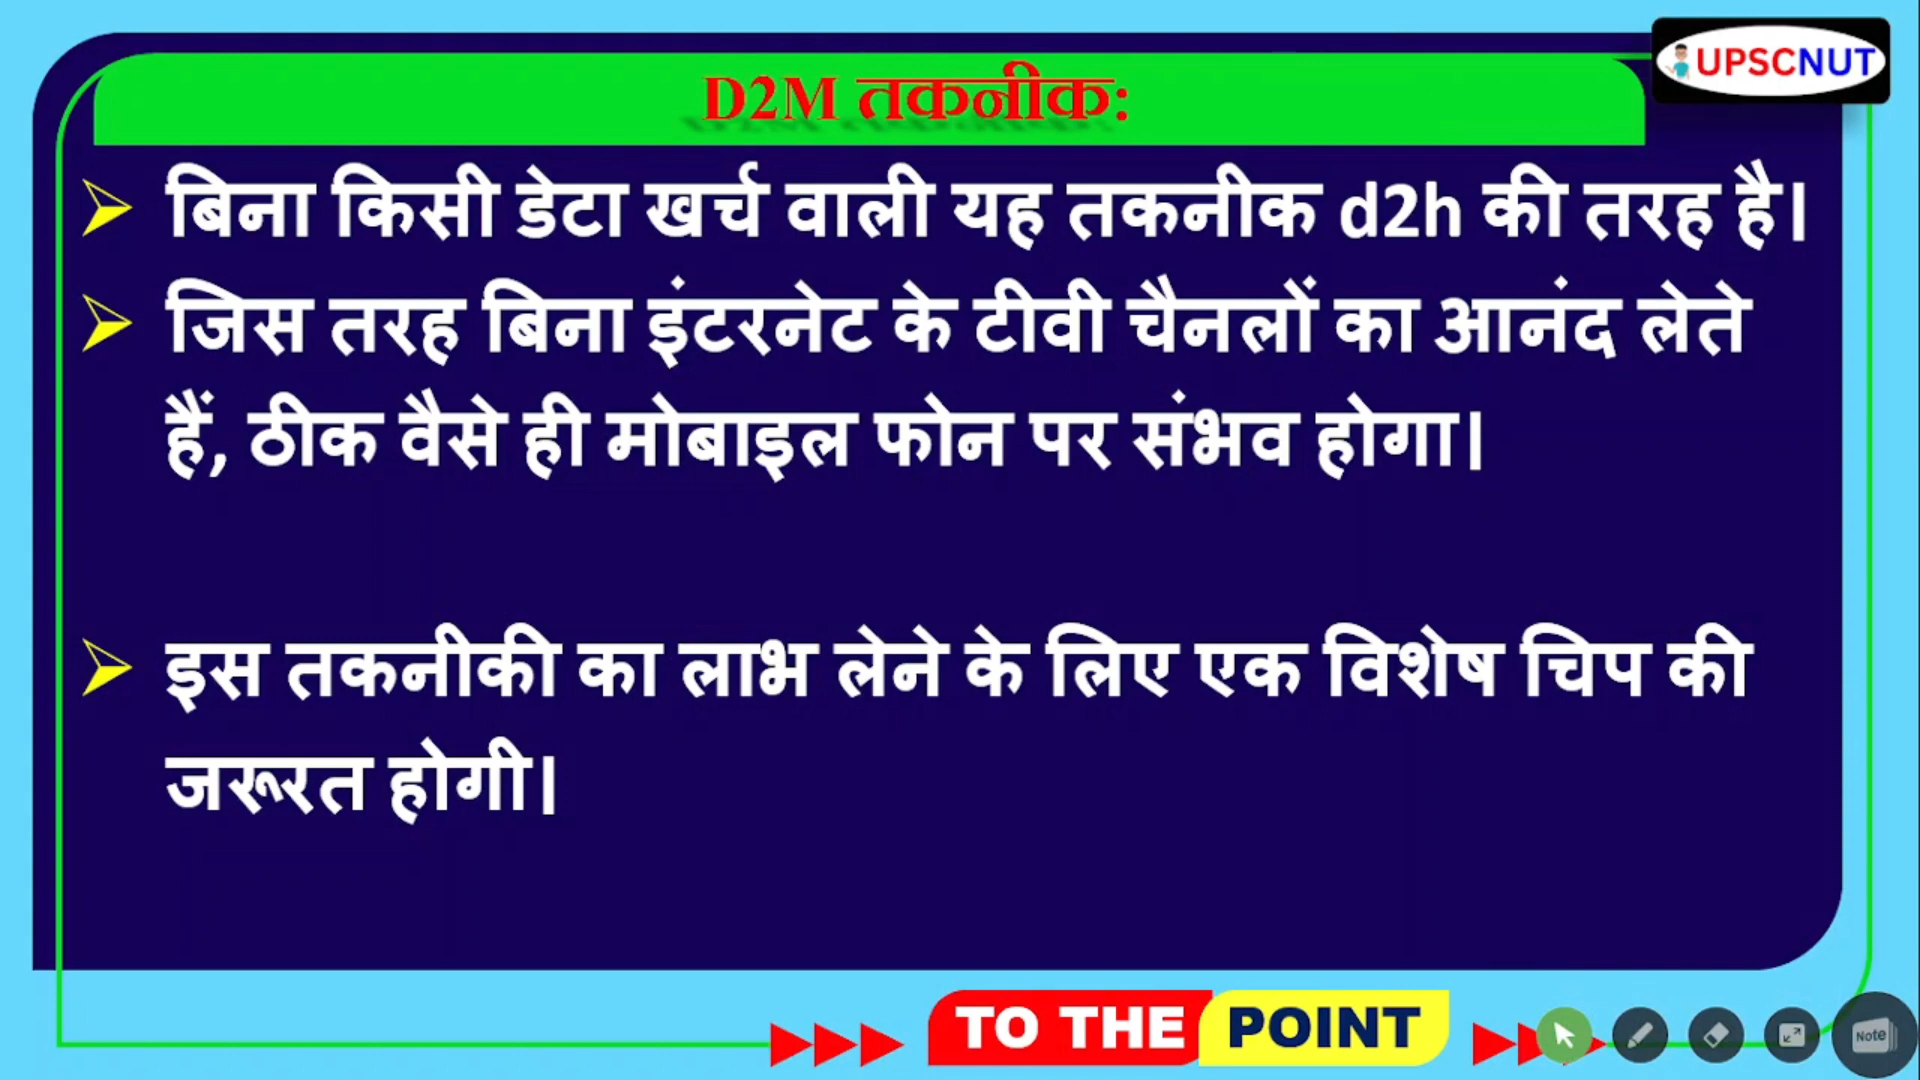 UPSCNUT
D2M तकनीक:
बिना किसी डेटा खर्च वाली यह तकनीक d2h की तरह है।
जिस तरह बिना इंटरनेट के टीवी चैनलों का आनंद लेते
हैं, ठीक वैसे ही मोबाइल फोन पर संभव होगा।
इस तकनीकी का लाभ लेने के लिए एक विशेष चिप की
जरूरत होगी।
TO THE POINT
Note